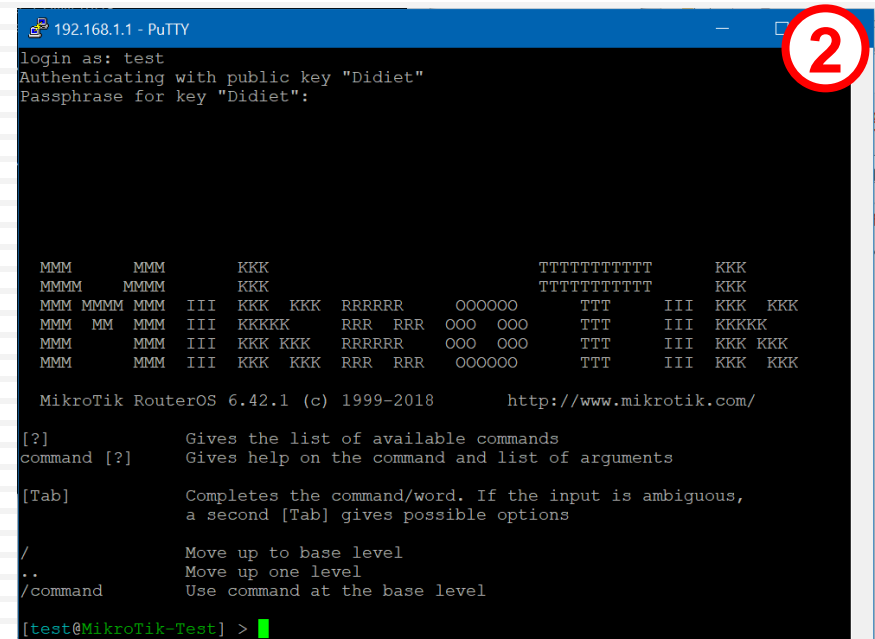 192.168.1.1 - PuTTY
2
login as: test
Authenticating with public key "Didiet"
Passphrase for key "Didiet":
  MMM      MMM       KKK                          TTTTTTTTTTT      KKK
  MMMM    MMMM       KKK                          TTTTTTTTTTT      KKK
  MMM MMMM MMM  III  KKK  KKK  RRRRRR     OOOOOO      TTT     III  KKK  KKK
  MMM  MM  MMM  III  KKKKK     RRR  RRR  OOO  OOO     TTT     III  KKKKK
  MMM      MMM  III  KKK KKK   RRRRRR    OOO  OOO     TTT     III  KKK KKK
  MMM      MMM  III  KKK  KKK  RRR  RRR   OOOOOO      TTT     III  KKK  KKK
  MikroTik RouterOS 6.42.1 (c) 1999-2018       http://www.mikrotik.com/
[?]             Gives the list of available commands
command [?]     Gives help on the command and list of arguments
[Tab]           Completes the command/word. If the input is ambiguous,
                a second [Tab] gives possible options
/               Move up to base level
..              Move up one level
/command        Use command at the base level
[test@MikroTik-Test] >